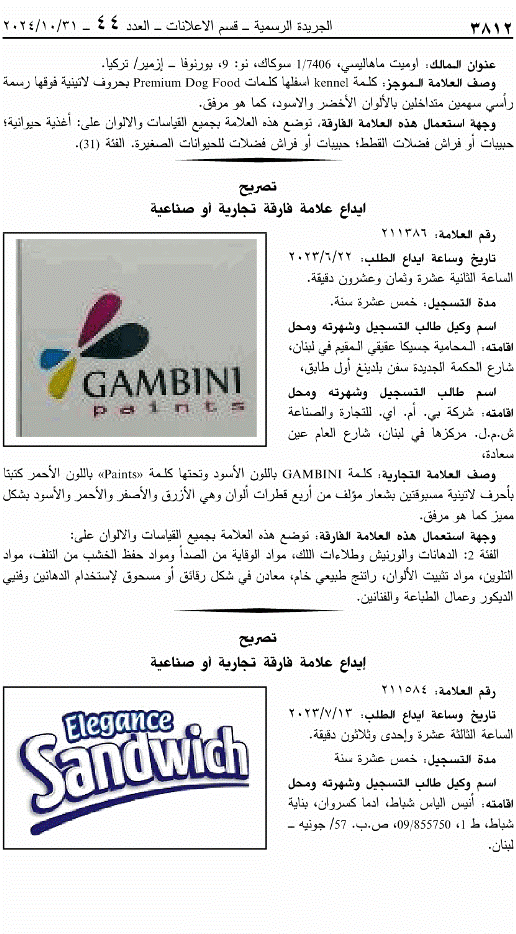 ٣٨١٢ الجريدة الرسمية ـ قسم الاعلانات ـ العدد ٤٤ ـ ٢٠٢٤/١٠/٣١
عنوان المالك: اوميت ماهاليسي، 1/7406 سوكاك، نو: 9، بورنوفا ـ إزمير/ تركيا.
وصف العلامة الموجز: كلمة kennel اسفلها كلمات Premium Dog Food بحروف لاتينية فوقها رسمة
رأسي سهمين متداخلين بالألوان الأخضر والاسود، كما هو مرفق.
وجهة استعمال هذه العلامة الفارقة، توضع هذه العلامة بجميع القياسات والالوان على: أغذية حيوانية؛
حبيبات أو فراش فضلات القطط؛ حبيبات أو فراش فضلات للحيوانات الصغيرة. الفئة (31).
تصريح
ايداع علامة فارقة تجارية او صناعية
رقم العلامة: ٢١١٣٨٦
تاريخ وساعة ايداع الطلب: ٢٠٢٣/٦/٢٢
الساعة الثانية عشرة وثمان وعشرون دقيقة.
مدة التسجيل: خمس عشرة سنة.
اسم وكيل طالب التسجيل وشهرته ومحل
اقامته: المحامية جسيكا عقيقي المقيم في لبنان،
شارع الحكمة الجديدة سفن بلدينغ أول طابق،
اسم طالب التسجيل وشهرته ومحل
اقامته: شركة بي. أم. اي. للتجارة والصناعة
ش.م.ل. مركزها في لبنان، شارع العام عين
سعادة،
GAMBINI
paints
وصف العلامة التجارية: كلمة GAMBINI باللون الأسود وتحتها كلمة «Paints» باللون الأحمر كتبتا
بأحرف لاتينية مسبوقتين بشعار مؤلف من أربع قطرات ألوان وهي الأزرق والأصفر والأحمر والأسود بشكل
مميز كما هو مرفق.
وجهة استعمال هذه العلامة الفارقة: توضع هذه العلامة بجميع القياسات والالوان على:
الفئة 2: الدهانات والورنيش وطلاءات اللك، مواد الوقاية من الصدأ ومواد حفظ الخشب من التلف، مواد
التلوين، مواد تثبيت الألوان، راتنج طبيعي خام، معادن في شكل رقائق أو مسحوق لإستخدام الدهانين وفنيي
الديكور وعمال الطباعة والفنانين.
تصريح
إيداع علامة فارقة تجارية او صناعية
رقم العلامة: ٢١١٥٨٤
تاريخ وساعة ايداع الطلب: ٢٠٢٣/٧/١٣
الساعة الثالثة عشرة وإحدى وثلاثون دقيقة.
مدة التسجيل: خمس عشرة سنة
اسم وكيل طالب التسجيل وشهرته ومحل
اقامته: أنيس الياس شباط، ادما كسروان، بناية
شباط، ط 1، 09/855750، ص.ب. 57/ جونيه ـ
لبنان.
Elegance
Sandwich